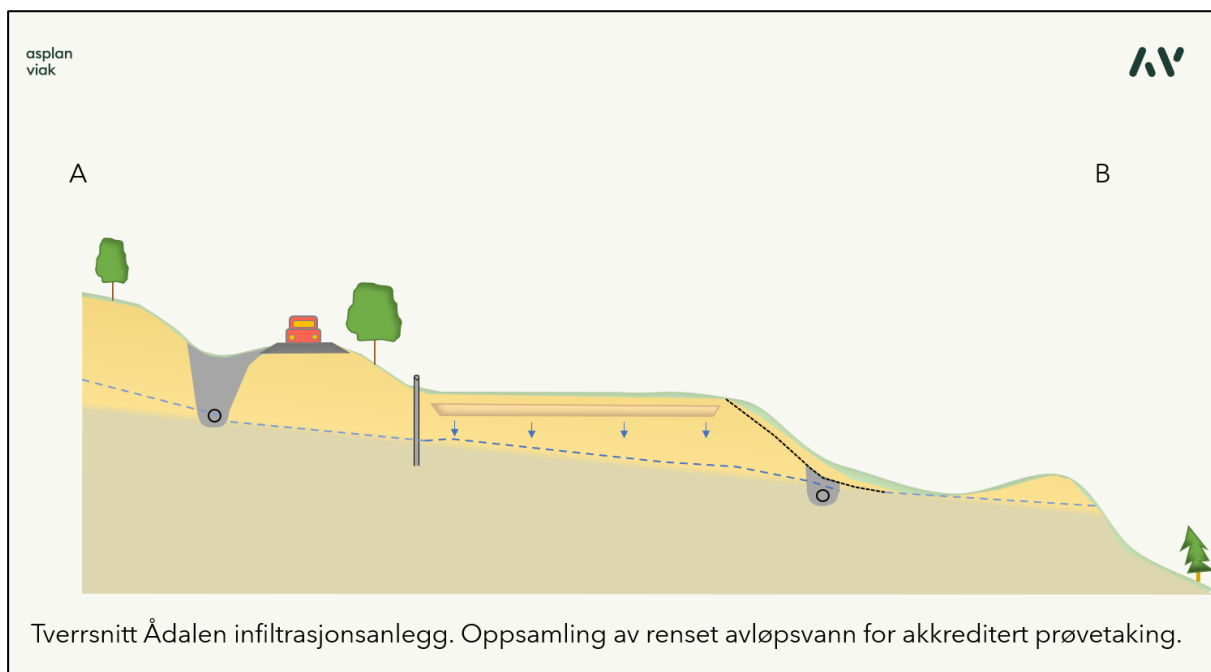 asplan
viak
A
B
Tverrsnitt Ådalen infiltrasjonsanlegg. Oppsamling av renset avløpsvann for akkreditert prøvetaking.